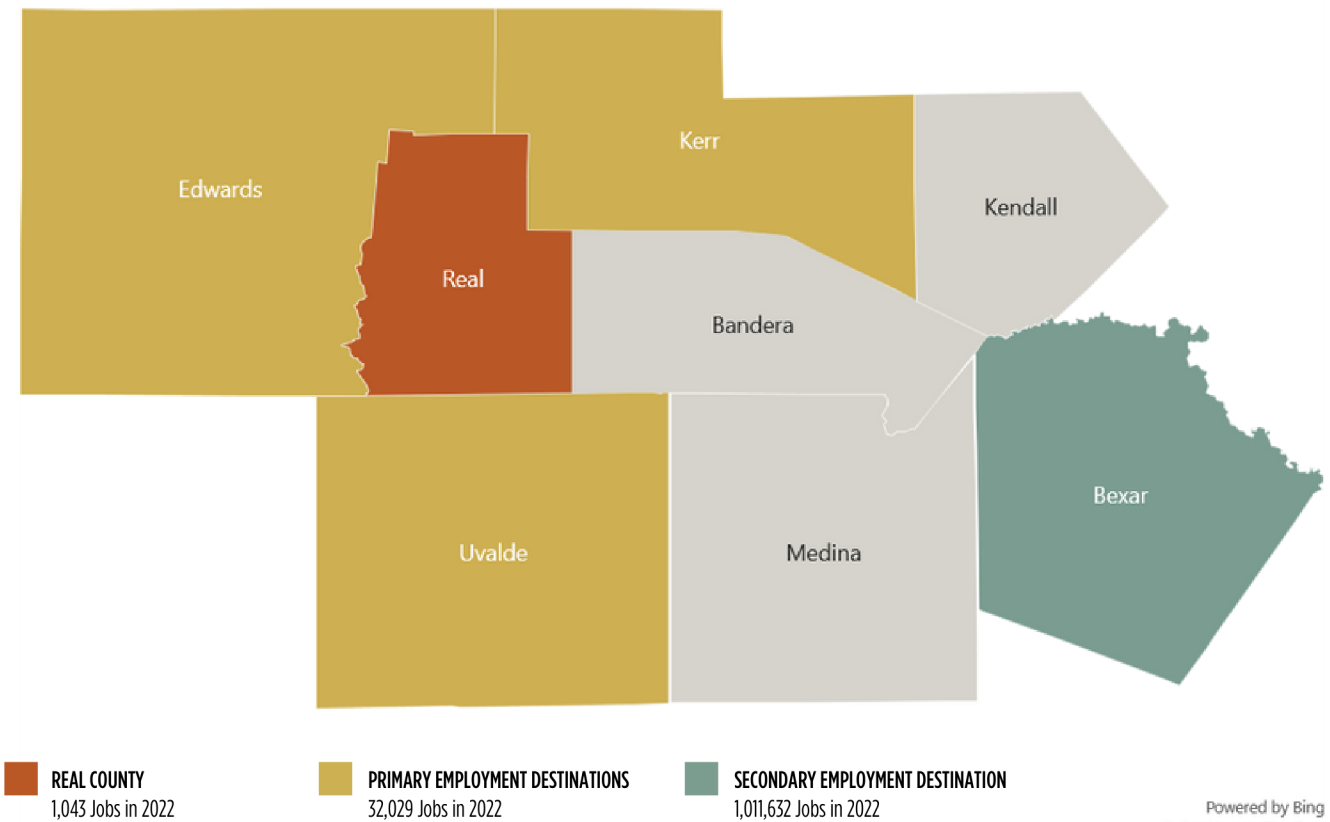 Kerr
Edwards
Kendall
Real
Bandera
Bexar
Uvalde
Medina
REAL COUNTY
1,043 Jobs in 2022
PRIMARY EMPLOYMENT DESTINATIONS
32,029 Jobs in 2022
SECONDARY EMPLOYMENT DESTINATION
1,011,632 Jobs in 2022
Powered by Bing